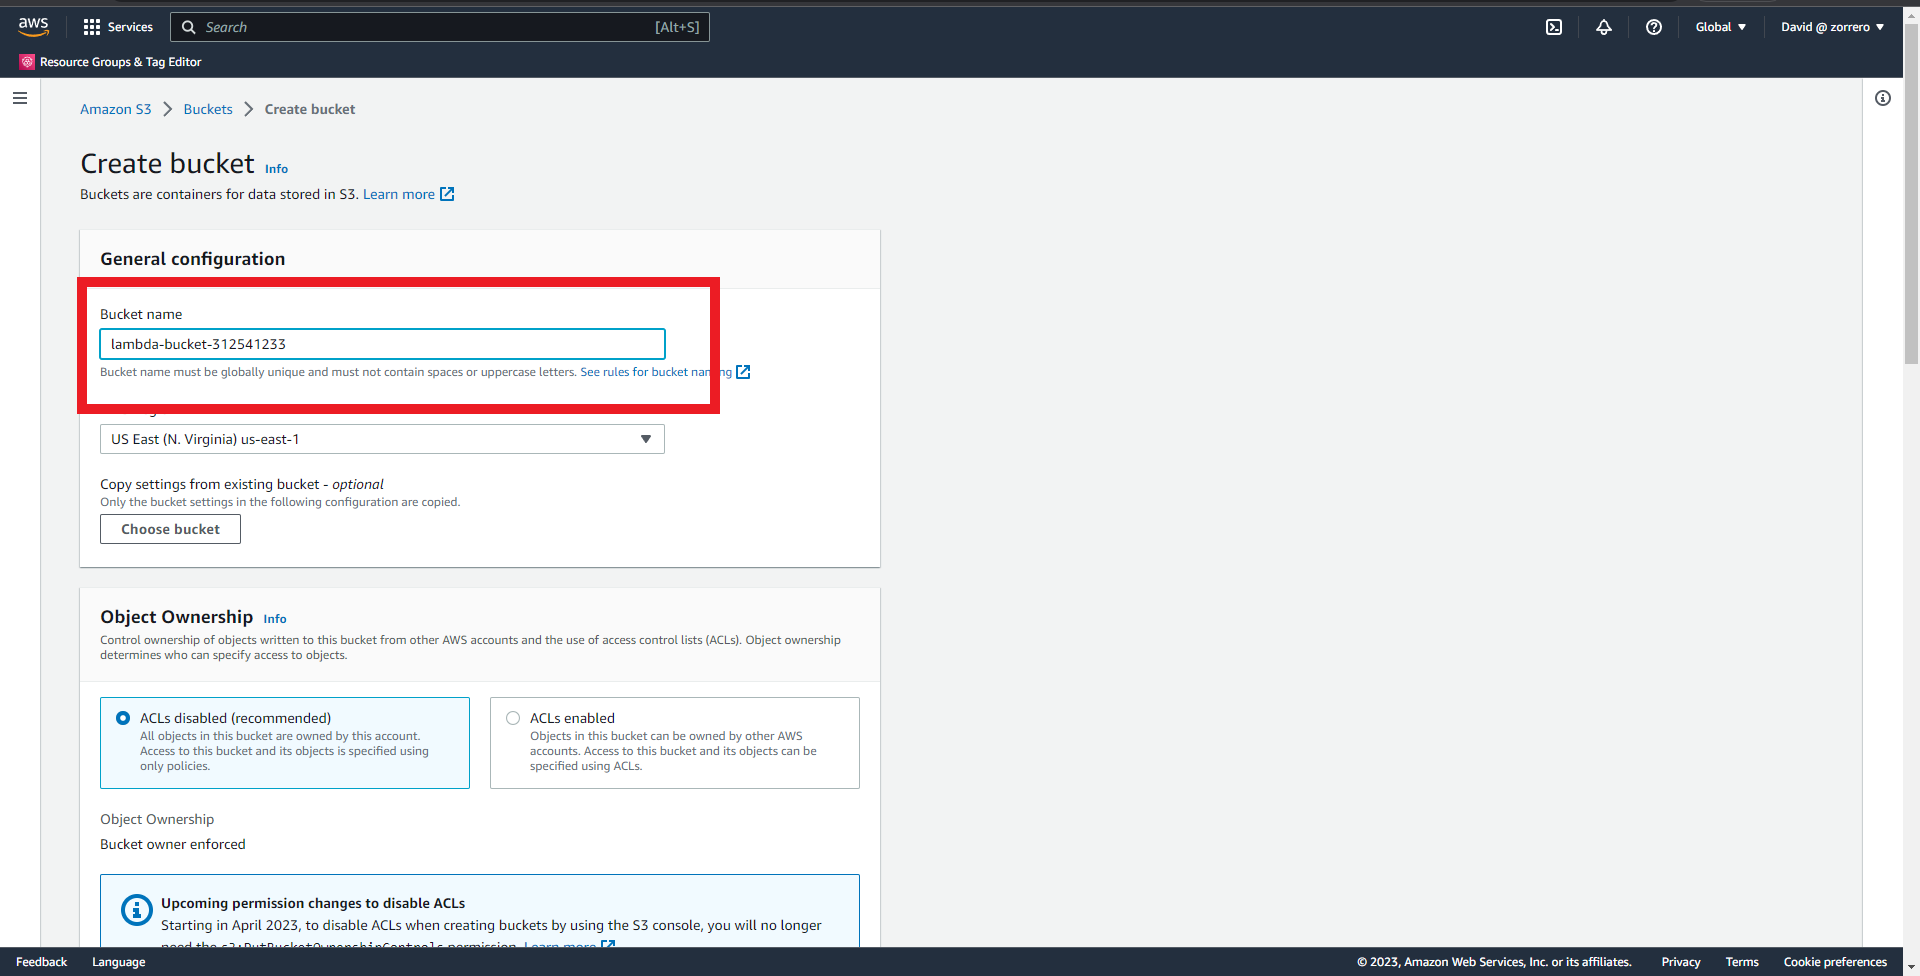 aws Services Search [Alt+S] Global David @ zorrero
Resource Groups & Tag Editor
Amazon S3 Buckets Create bucket
Create bucket Info
Buckets are containers for data stored in S3. Learn more
General configuration
Bucket name
lambda-bucket-312541233
Bucket name must be globally unique and must not contain spaces or uppercase letters. See rules for bucket naming
US East (N. Virginia) us-east-1
Copy settings from existing bucket - optional
Only the bucket settings in the following configuration are copied.
Choose bucket
Object Ownership Info
Control ownership of objects written to this bucket from other AWS accounts and the use of access control lists (ACLs). Object ownership
determines who can specify access to objects.
ACLs disabled (recommended)
All objects in this bucket are owned by this account.
Access to this bucket and its objects is specified using
only policies.
ACLs enabled
Objects in this bucket can be owned by other AWS
accounts. Access to this bucket and its objects can be
specified using ACLs.
Object Ownership
Bucket owner enforced
Upcoming permission changes to disable ACLs
Starting in April 2023, to disable ACLs when creating buckets by using the S3 console, you will no longer
need the s3:PutBucketOwnershipControls permission. Learn more
Feedback Language © 2023, Amazon Web Services, Inc. or its affiliates. Privacy Terms Cookie preferences